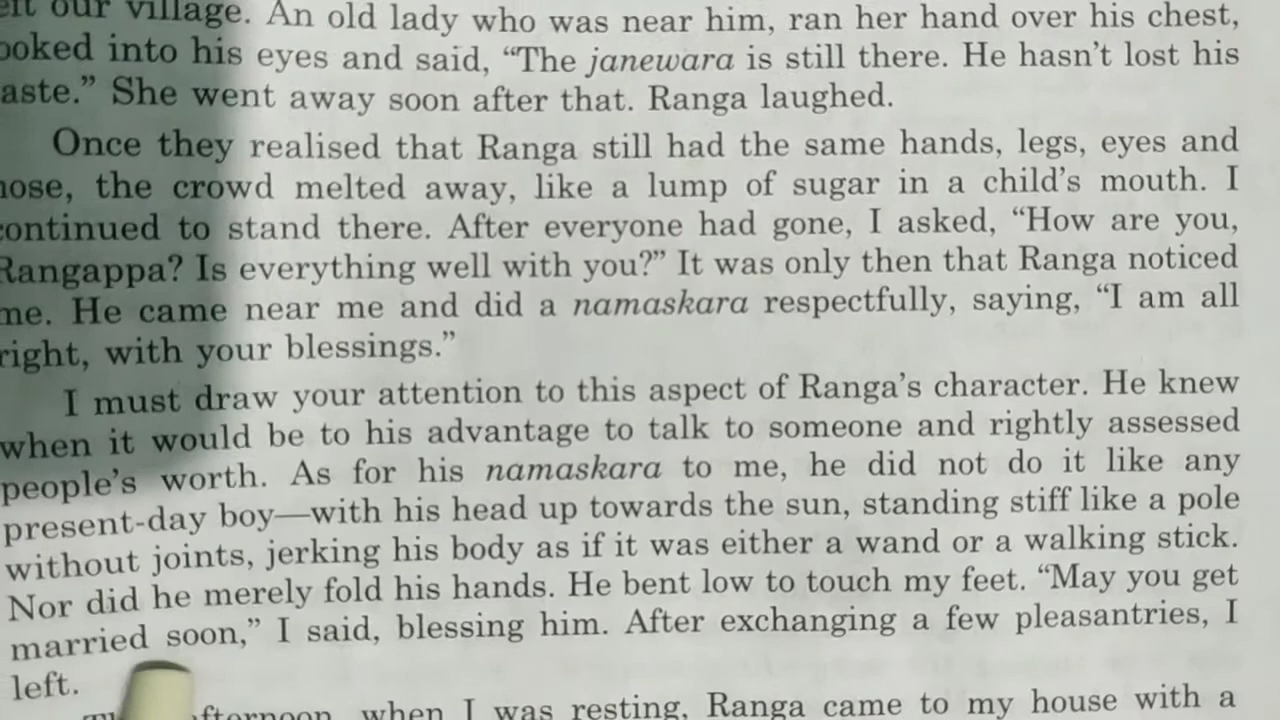 our village. An old lady who was near him, ran her hand over his chest,
ooked into his eyes and said, “The janewara is still there. He hasn’t lost his
aste.” She went away soon after that. Ranga laughed.
Once they realised that Ranga still had the same hands, legs, eyes and
nose, the crowd melted away, like a lump of sugar in a child’s mouth. I
continued to stand there. After everyone had gone, I asked, “How are you,
Rangappa? Is everything well with you?” It was only then that Ranga noticed
me. He came near me and did a namaskara respectfully, saying, “I am all
right, with your blessings.”
I must draw your attention to this aspect of Ranga’s character. He knew
when it would be to his advantage to talk to someone and rightly assessed
people’s worth. As for his namaskara to me, he did not do it like any
present-day boy—with his head up towards the sun, standing stiff like a pole
without joints, jerking his body as if it was either a wand or a walking stick.
Nor did he merely fold his hands. He bent low to touch my feet. “May you get
married soon,” I said, blessing him. After exchanging a few pleasantries, I
left.
afternoon, when I was resting, Ranga came to my house with a